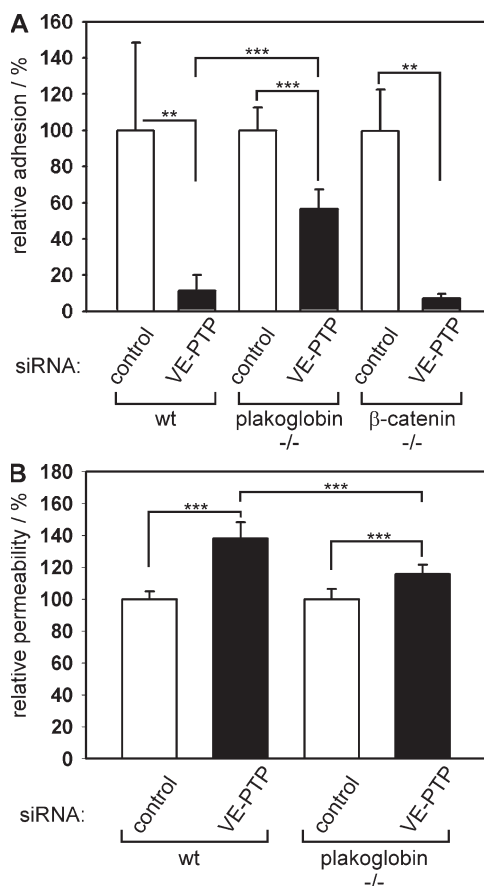 A
relative adhesion / %
160
140
120
100
80
60
40
20
0
**
***
***
**
siRNA:
control
VE-PTP
control
VE-PTP
control
VE-PTP
wt
plakoglobin
-/-
β-catenin
-/-
B
relative permeability / %
180
160
140
120
100
80
60
40
20
0
***
***
***
siRNA:
control
VE-PTP
control
VE-PTP
wt
plakoglobin
-/-